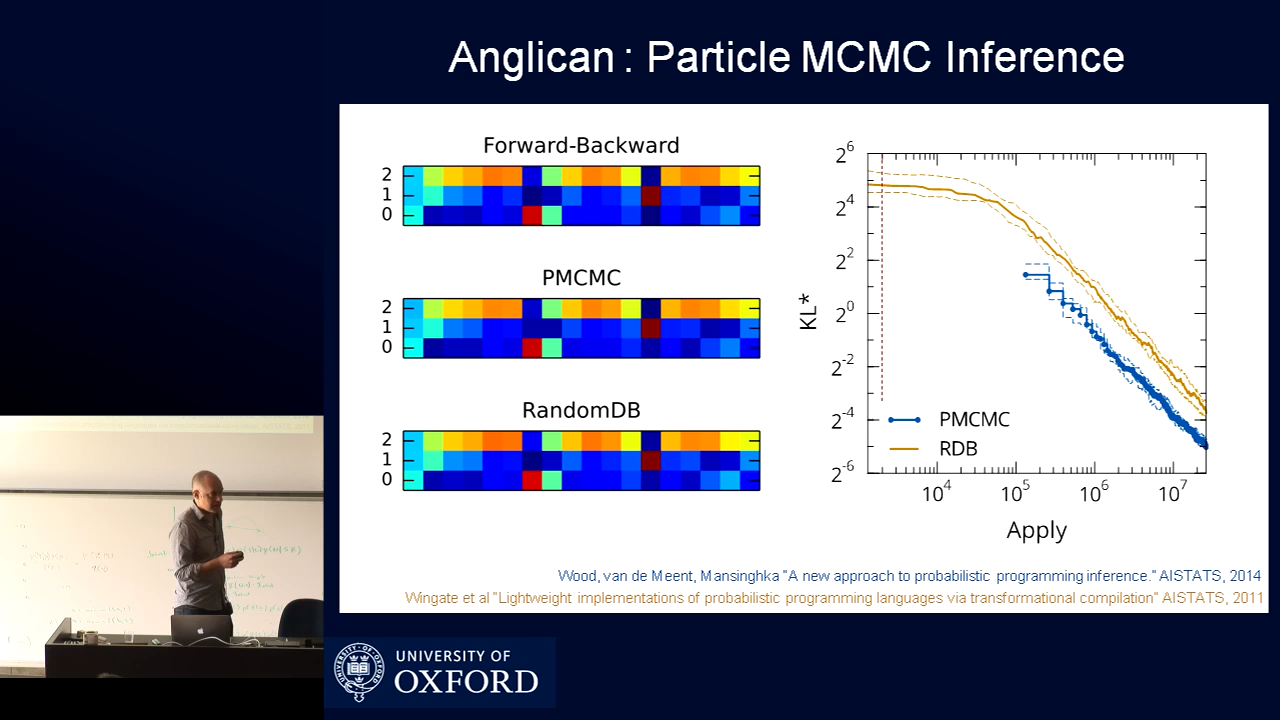 Anglican : Particle MCMC Inference
Forward-Backward
2
1
0
PMCMC
2
1
0
RandomDB
2
1
0
2^6
2^4
2^2
2^0
2^-2
2^-4
2^-6
KL*
PMCMC
RDB
10^4 10^5 10^6 10^7
Apply
Wood, van de Meent, Mansinghka "A new approach to probabilistic programming inference." AISTATS, 2014
Wingate et al "Lightweight implementations of probabilistic programming languages via transformational compilation" AISTATS, 2011
UNIVERSITY OF
OXFORD